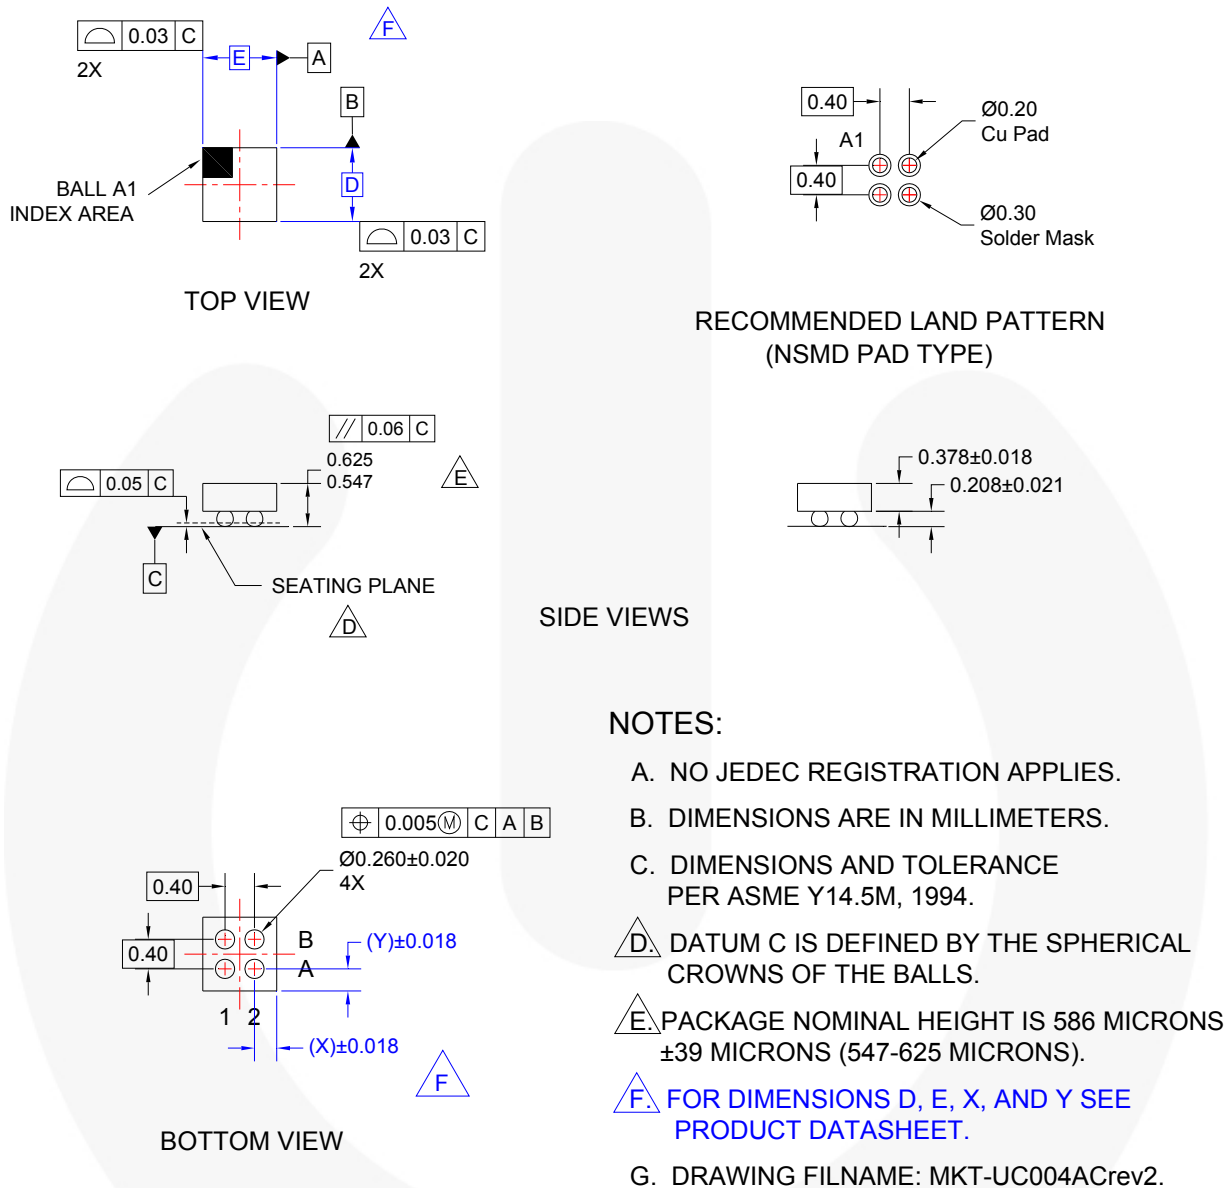 0.03 C
2X
E
A
F
B
D
BALL A1
INDEX AREA
0.03 C
2X
TOP VIEW
0.40
A1
0.40
Ø0.20
Cu Pad
Ø0.30
Solder Mask
RECOMMENDED LAND PATTERN
(NSMD PAD TYPE)
// 0.06 C
0.625
0.547
E
0.05 C
C
SEATING PLANE
D
0.378±0.018
0.208±0.021
SIDE VIEWS
0.005Ⓜ C A B
Ø0.260±0.020
4X
0.40
0.40
B
A
1 2
(Y)±0.018
(X)±0.018
F
BOTTOM VIEW
NOTES:
A. NO JEDEC REGISTRATION APPLIES.
B. DIMENSIONS ARE IN MILLIMETERS.
C. DIMENSIONS AND TOLERANCE
PER ASME Y14.5M, 1994.
D. DATUM C IS DEFINED BY THE SPHERICAL
CROWNS OF THE BALLS.
E. PACKAGE NOMINAL HEIGHT IS 586 MICRONS
±39 MICRONS (547-625 MICRONS).
F. FOR DIMENSIONS D, E, X, AND Y SEE
PRODUCT DATASHEET.
G. DRAWING FILNAME: MKT-UC004ACrev2.